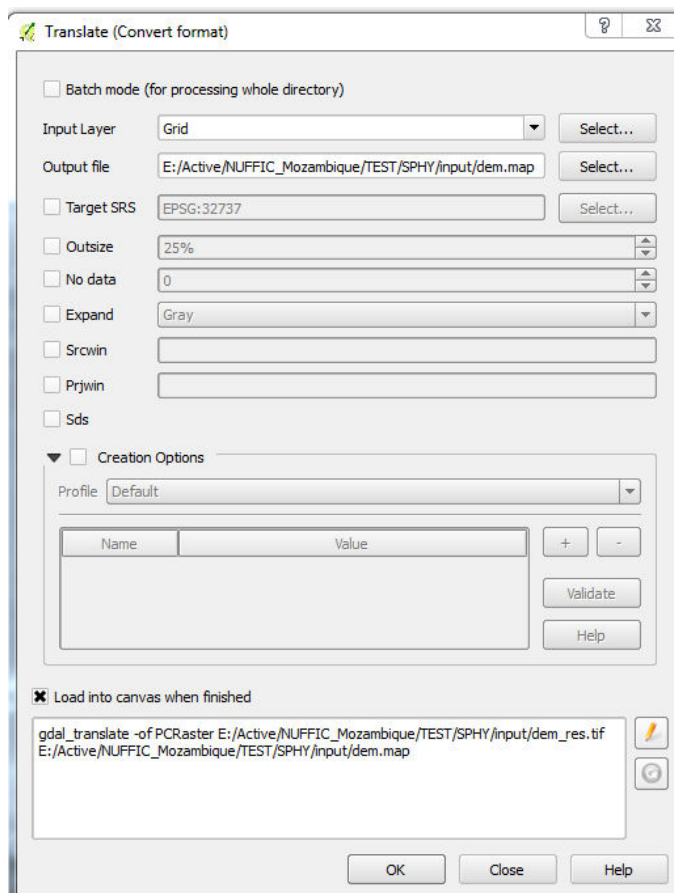 Translate (Convert format)
?
Batch mode (for processing whole directory)
Input Layer Grid Select...
Output file E:/Active/NUFFIC_Mozambique/TEST/SPHY/input/dem.map Select...
Target SRS EPSG:32737 Select...
Outsize 25%
No data 0
Expand Gray
Srcwin
Prjwin
Sds
Creation Options
Profile Default
Name Value + -
Validate
Help
Load into canvas when finished
gdal_translate -of PCRaster E:/Active/NUFFIC_Mozambique/TEST/SPHY/input/dem_res.tif
E:/Active/NUFFIC_Mozambique/TEST/SPHY/input/dem.map
OK Close Help